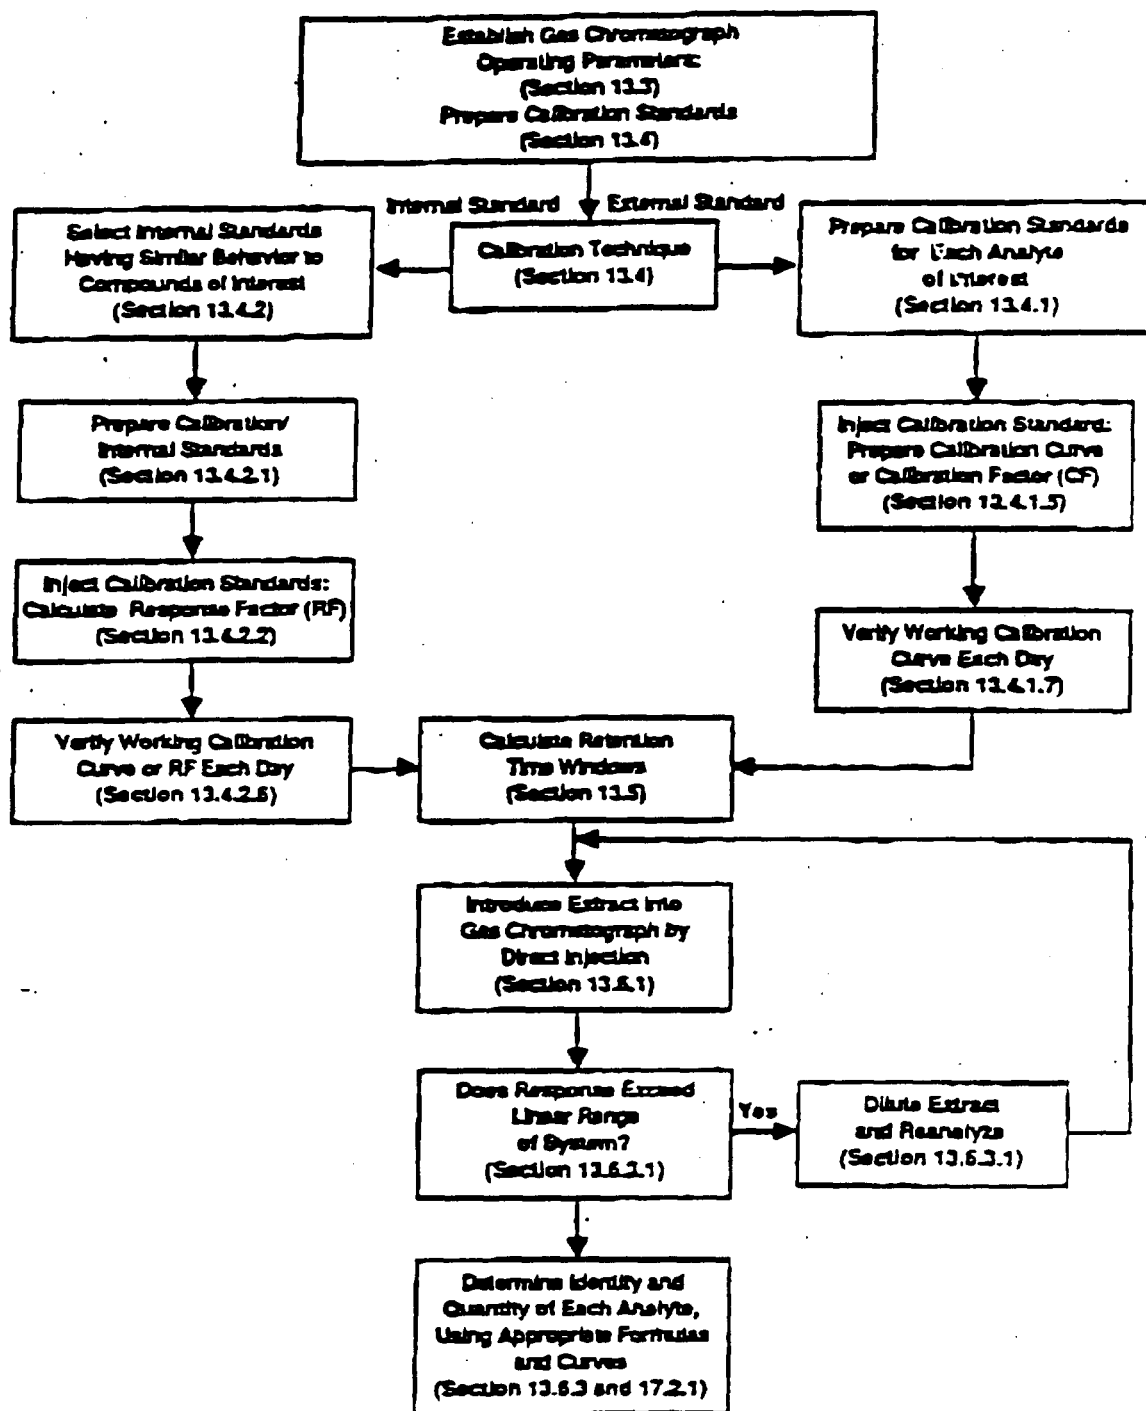 Establish Gas Chromatograph
Operating Parameters:
(Section 13.3)
Prepare Calibration Standards
(Section 13.4)
Internal Standard
External Standard
Select Internal Standards
Having Similar Behavior to
Compounds of Interest
(Section 13.4.2)
Calibration Technique
(Section 13.4)
Prepare Calibration Standards
for Each Analyte
of Interest
(Section 13.4.1)
Prepare Calibration/
Internal Standards
(Section 13.4.2.1)
Inject Calibration Standard:
Prepare Calibration Curve
or Calibration Factor (CF)
(Section 13.4.1.5)
Inject Calibration Standards:
Calculate Response Factor (RF)
(Section 13.4.2.2)
Verify Working Calibration
Curve Each Day
(Section 13.4.1.7)
Verify Working Calibration
Curve or RF Each Day
(Section 13.4.2.6)
Calculate Retention
Time Windows
(Section 13.5)
Introduce Extract into
Gas Chromatograph by
Direct Injection
(Section 13.6.1)
Does Response Exceed
Linear Range
of System?
(Section 13.6.3.1)
Yes
Dilute Extract
and Reanalyze
(Section 13.6.3.1)
Determine Identity and
Quantity of Each Analyte,
Using Appropriate Formulas
and Curves
(Section 13.6.3 and 17.2.1)